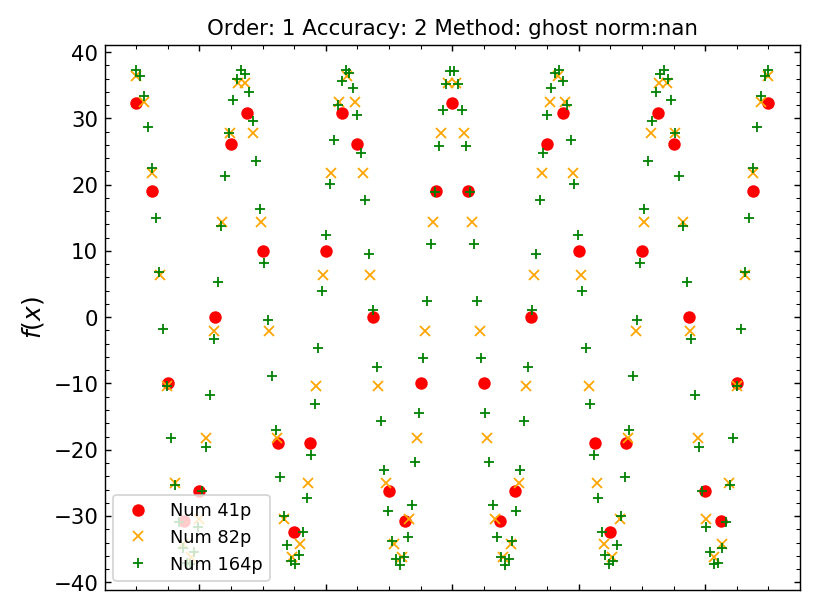 Order: 1 Accuracy: 2 Method: ghost norm:nan
40
30
20
10
0
−10
−20
−30
−40
f(x)
Num 41p
Num 82p
Num 164p